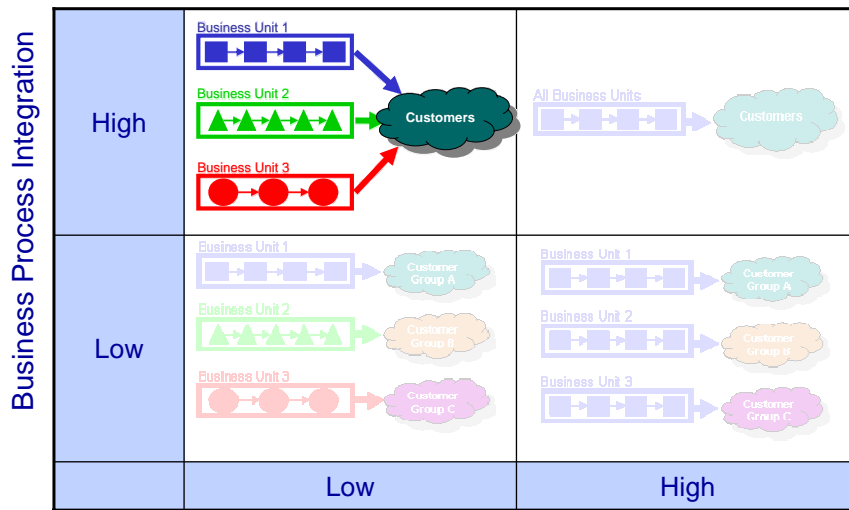 Business Process Integration
High
Business Unit 1
Business Unit 2
Business Unit 3
Customers
All Business Units
Customers
Low
Business Unit 1
Customer
Group A
Business Unit 2
Customer
Group B
Business Unit 3
Customer
Group C
Business Unit 1
Customer
Group A
Business Unit 2
Customer
Group B
Business Unit 3
Customer
Group C
Low
High